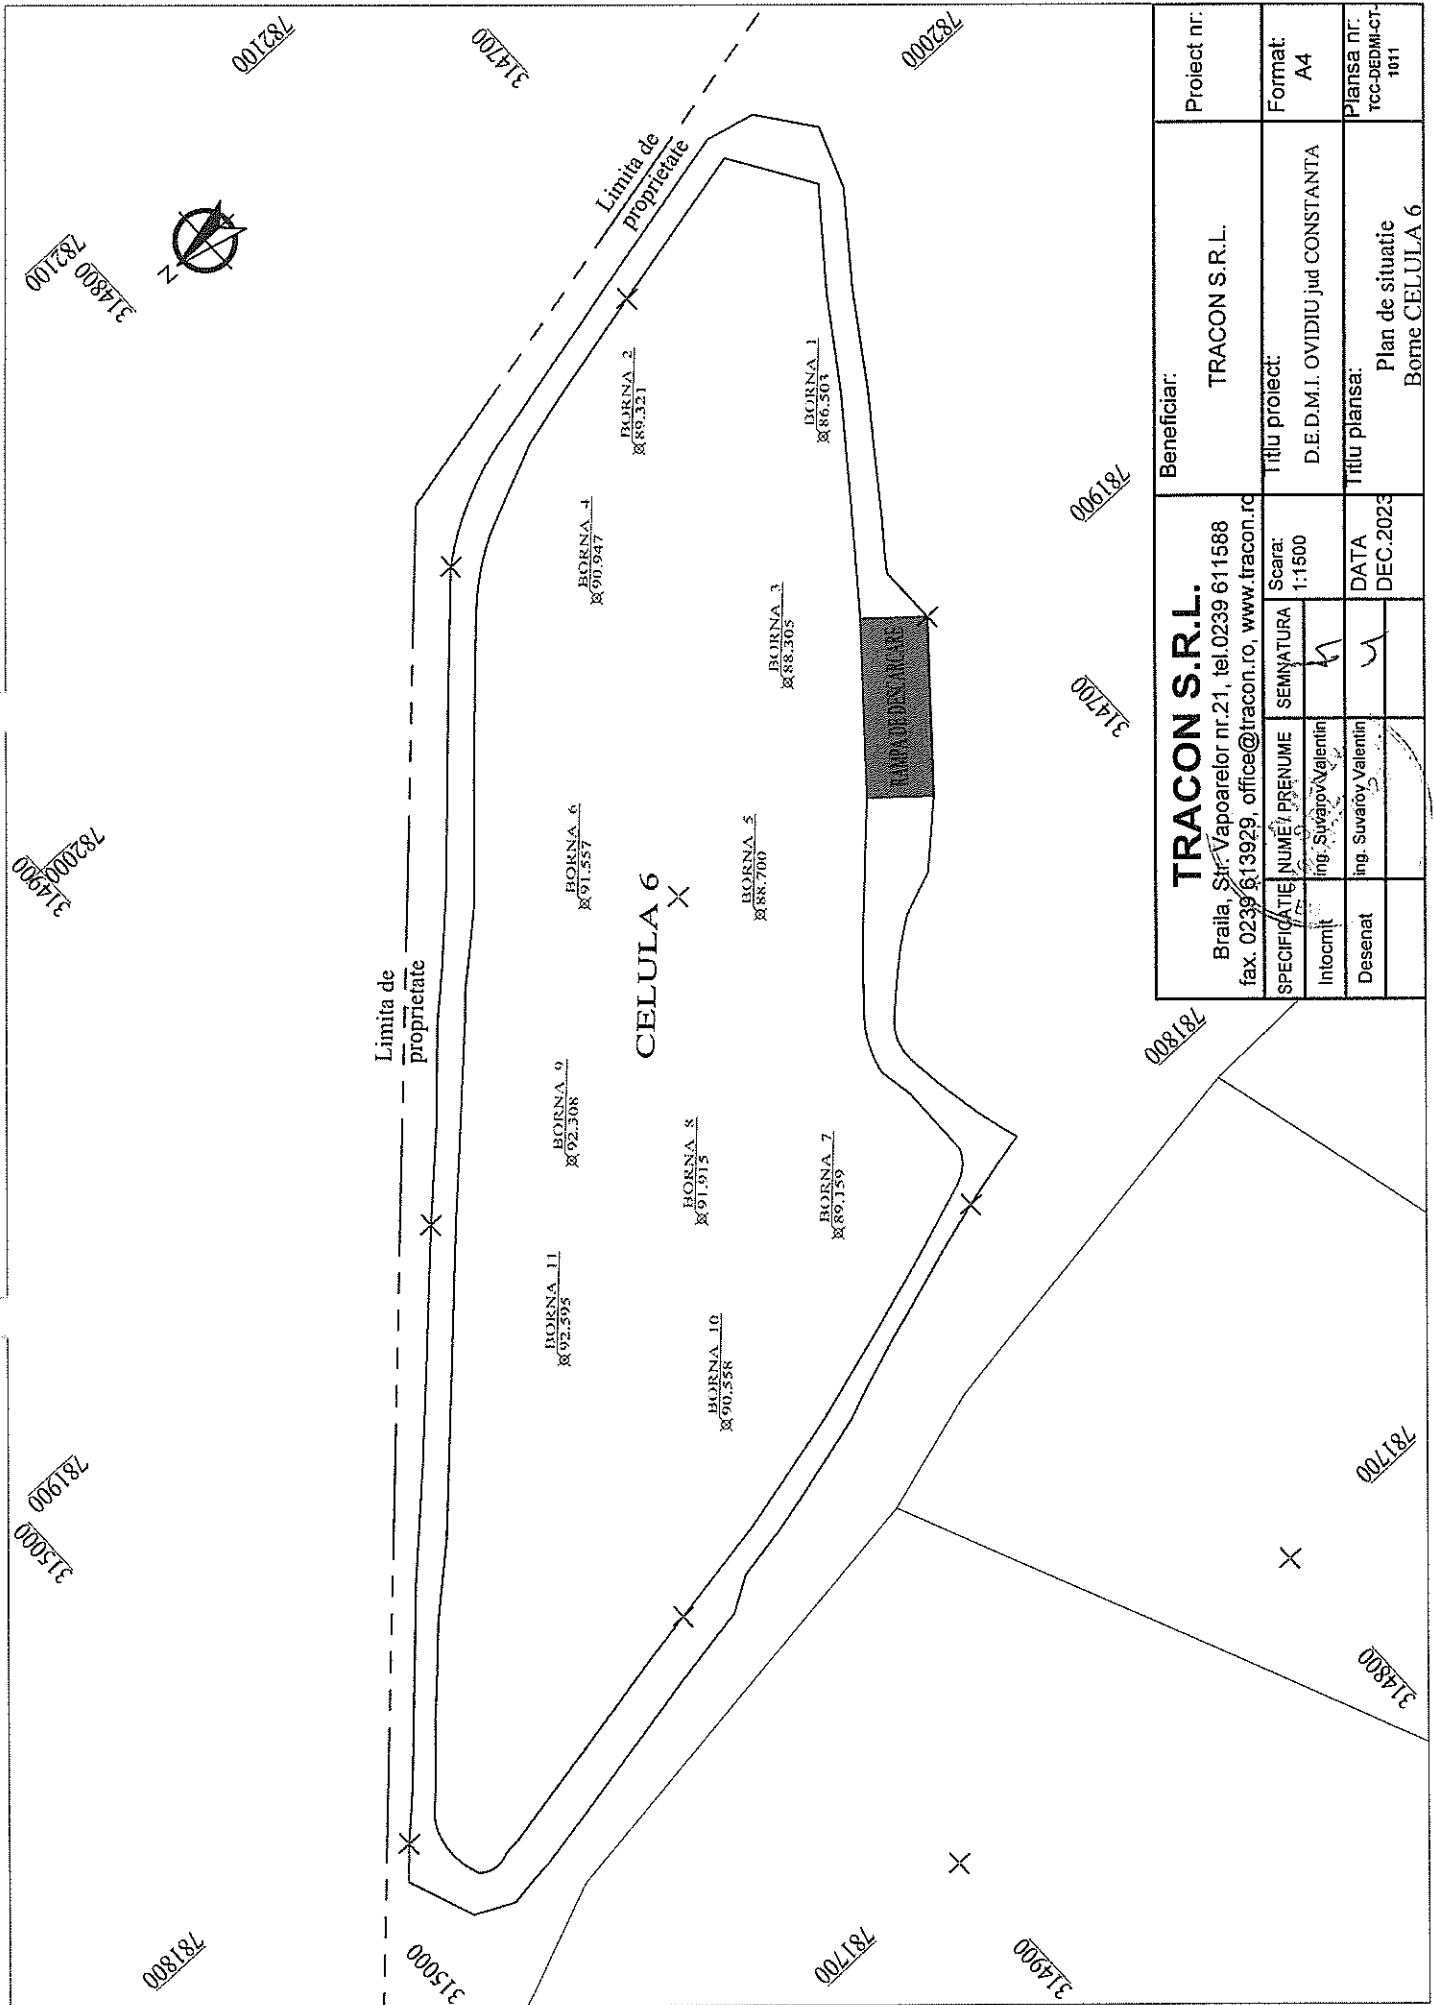 782100
314700
782000
782100
314800
N
Limita de
proprietate
BORNA 2
89.321
BORNA 1
86.503
BORNA 4
90.947
BORNA 3
88.305
781900
314700
RAMPA DE DESCARCARE
782000
314900
BORNA 6
91.557
BORNA 5
88.700
CELULA 6
Limita de
proprietate
BORNA 9
92.308
BORNA 8
91.915
BORNA 7
89.159
BORNA 11
92.595
BORNA 10
90.558
781800
781900
315000
781700
314800
781800
315000
781700
314900
TRACON S.R.L.
Braila, Str. Vapoarelor nr.21, tel.0239 611588
fax. 0239 613929, office@tracon.ro, www.tracon.ro
Beneficiar:
TRACON S.R.L.
Proiect nr:
SPECIFICATIE NUME / PRENUME SEMNATURA
Scara:
1:1500
Titlu proiect:
D.E.D.M.I. OVIDIU jud CONSTANTA
Format:
A4
Intocmit ing. Suvarov Valentin
Desenat ing. Suvarov Valentin
DATA
DEC.2023
Titlu plansa:
Plan de situatie
Borne CELULA 6
Plansa nr:
TCC-DEDMI-CT-
1011